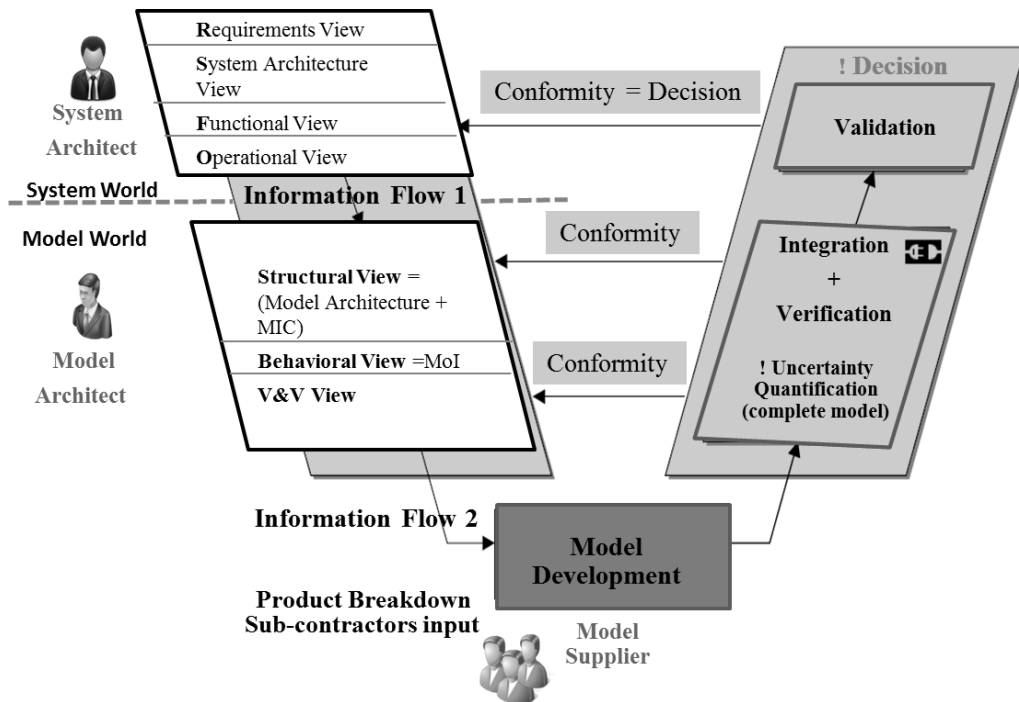 Requirements View
System Architecture
View
Functional View
Operational View
System
Architect
System World
Information Flow 1
Model World
Structural View =
(Model Architecture +
MIC)
Behavioral View =MoI
V&V View
Model
Architect
Conformity = Decision
Conformity
Conformity
! Decision
Validation
Integration
+
Verification
! Uncertainty
Quantification
(complete model)
Information Flow 2
Model
Development
Product Breakdown
Sub-contractors input
Model
Supplier